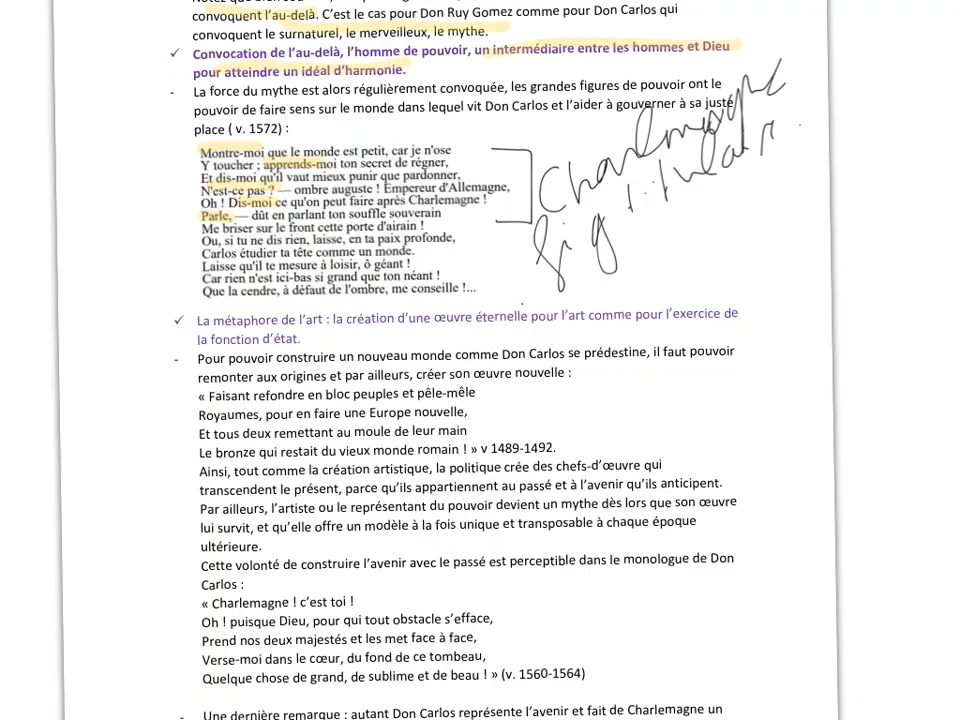 convoquent l'au-delà. C'est le cas pour Don Ruy Gomez comme pour Don Carlos qui
convoquent le surnaturel, le merveilleux, le mythe.
✓ Convocation de l'au-delà, l'homme de pouvoir, un intermédiaire entre les hommes et Dieu
pour atteindre un idéal d'harmonie.
- La force du mythe est alors régulièrement convoquée, les grandes figures de pouvoir ont le
pouvoir de faire sens sur le monde dans lequel vit Don Carlos et l'aider à gouverner à sa juste
place ( v. 1572) :
Montre-moi que le monde est petit, car je n'ose
Y toucher ; apprends-moi ton secret de régner,
Et dis-moi qu'il vaut mieux punir que pardonner,
N'est-ce pas ? — ombre auguste ! Empereur d'Allemagne,
Oh ! Dis-moi ce qu'on peut faire après Charlemagne !
Parle, — dût en parlant ton souffle souverain
Me briser sur le front cette porte d'airain !
Ou, si tu ne dis rien, laisse, en ta paix profonde,
Carlos étudier ta tête comme un monde.
Laisse qu'il te mesure à loisir, ô géant !
Car rien n'est ici-bas si grand que ton néant !
Que la cendre, à défaut de l'ombre, me conseille !...
Charlemagne
fig
✓ La métaphore de l'art : la création d'une œuvre éternelle pour l'art comme pour l'exercice de
la fonction d'état.
- Pour pouvoir construire un nouveau monde comme Don Carlos se prédestine, il faut pouvoir
remonter aux origines et par ailleurs, créer son œuvre nouvelle :
« Faisant refondre en bloc peuples et pêle-mêle
Royaumes, pour en faire une Europe nouvelle,
Et tous deux remettant au moule de leur main
Le bronze qui restait du vieux monde romain ! » v 1489-1492.
Ainsi, tout comme la création artistique, la politique crée des chefs-d'œuvre qui
transcendent le présent, parce qu'ils appartiennent au passé et à l'avenir qu'ils anticipent.
Par ailleurs, l'artiste ou le représentant du pouvoir devient un mythe dès lors que son œuvre
lui survit, et qu'elle offre un modèle à la fois unique et transposable à chaque époque
ultérieure.
Cette volonté de construire l'avenir avec le passé est perceptible dans le monologue de Don
Carlos :
« Charlemagne ! c'est toi !
Oh ! puisque Dieu, pour qui tout obstacle s'efface,
Prend nos deux majestés et les met face à face,
Verse-moi dans le cœur, du fond de ce tombeau,
Quelque chose de grand, de sublime et de beau ! » (v. 1560-1564)
- Une dernière remarque : autant Don Carlos représente l'avenir et fait de Charlemagne un